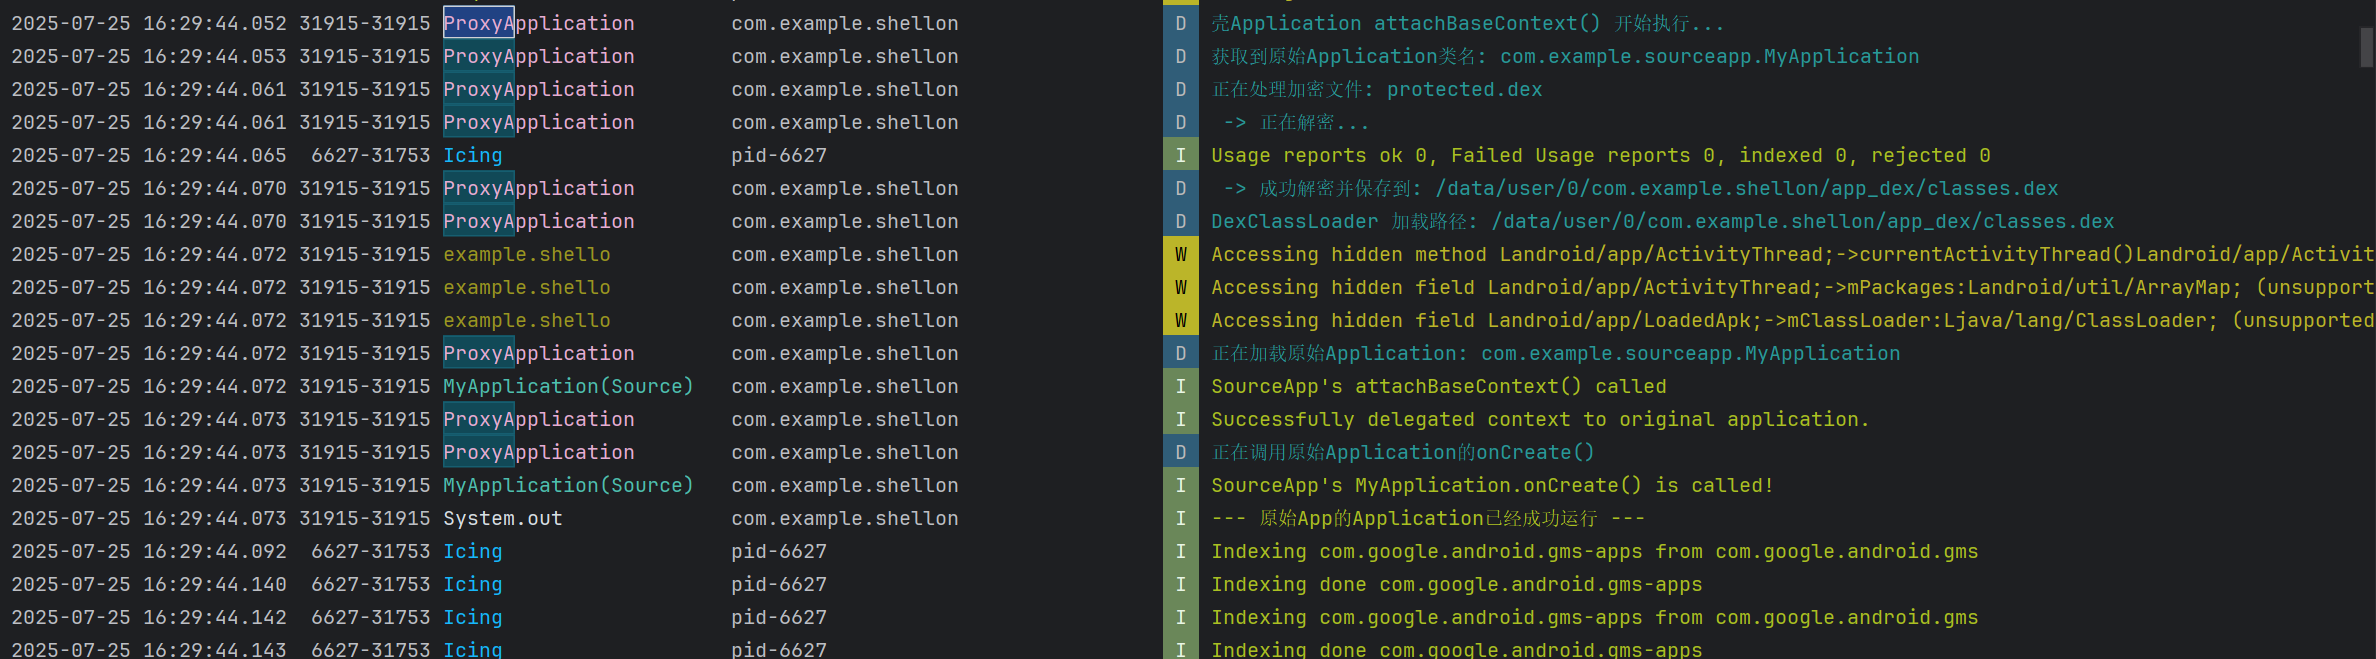 2025-07-25 16:29:44.052 31915-31915 ProxyApplication com.example.shellon D 壳Application attachBaseContext() 开始执行...
2025-07-25 16:29:44.053 31915-31915 ProxyApplication com.example.shellon D 获取到原始Application类名: com.example.sourceapp.MyApplication
2025-07-25 16:29:44.061 31915-31915 ProxyApplication com.example.shellon D 正在处理加密文件: protected.dex
2025-07-25 16:29:44.061 31915-31915 ProxyApplication com.example.shellon D -> 正在解密...
2025-07-25 16:29:44.065 6627-31753 Icing pid-6627 I Usage reports ok 0, Failed Usage reports 0, indexed 0, rejected 0
2025-07-25 16:29:44.070 31915-31915 ProxyApplication com.example.shellon D -> 成功解密并保存到: /data/user/0/com.example.shellon/app_dex/classes.dex
2025-07-25 16:29:44.070 31915-31915 ProxyApplication com.example.shellon D DexClassLoader 加载路径: /data/user/0/com.example.shellon/app_dex/classes.dex
2025-07-25 16:29:44.072 31915-31915 example.shello com.example.shellon W Accessing hidden method Landroid/app/ActivityThread;->currentActivityThread()Landroid/app/Activit
2025-07-25 16:29:44.072 31915-31915 example.shello com.example.shellon W Accessing hidden field Landroid/app/ActivityThread;->mPackages:Landroid/util/ArrayMap; (unsupport
2025-07-25 16:29:44.072 31915-31915 example.shello com.example.shellon W Accessing hidden field Landroid/app/LoadedApk;->mClassLoader:Ljava/lang/ClassLoader; (unsupported
2025-07-25 16:29:44.072 31915-31915 ProxyApplication com.example.shellon D 正在加载原始Application: com.example.sourceapp.MyApplication
2025-07-25 16:29:44.072 31915-31915 MyApplication(Source) com.example.shellon I SourceApp's attachBaseContext() called
2025-07-25 16:29:44.073 31915-31915 ProxyApplication com.example.shellon I Successfully delegated context to original application.
2025-07-25 16:29:44.073 31915-31915 ProxyApplication com.example.shellon D 正在调用原始Application的onCreate()
2025-07-25 16:29:44.073 31915-31915 MyApplication(Source) com.example.shellon I SourceApp's MyApplication.onCreate() is called!
2025-07-25 16:29:44.073 31915-31915 System.out com.example.shellon I --- 原始App的Application已经成功运行 ---
2025-07-25 16:29:44.092 6627-31753 Icing pid-6627 I Indexing com.google.android.gms-apps from com.google.android.gms
2025-07-25 16:29:44.140 6627-31753 Icing pid-6627 I Indexing done com.google.android.gms-apps
2025-07-25 16:29:44.142 6627-31753 Icing pid-6627 I Indexing com.google.android.gms-apps from com.google.android.gms
2025-07-25 16:29:44.143 6627-31753 Icing pid-6627 I Indexing done com.google.android.gms-apps